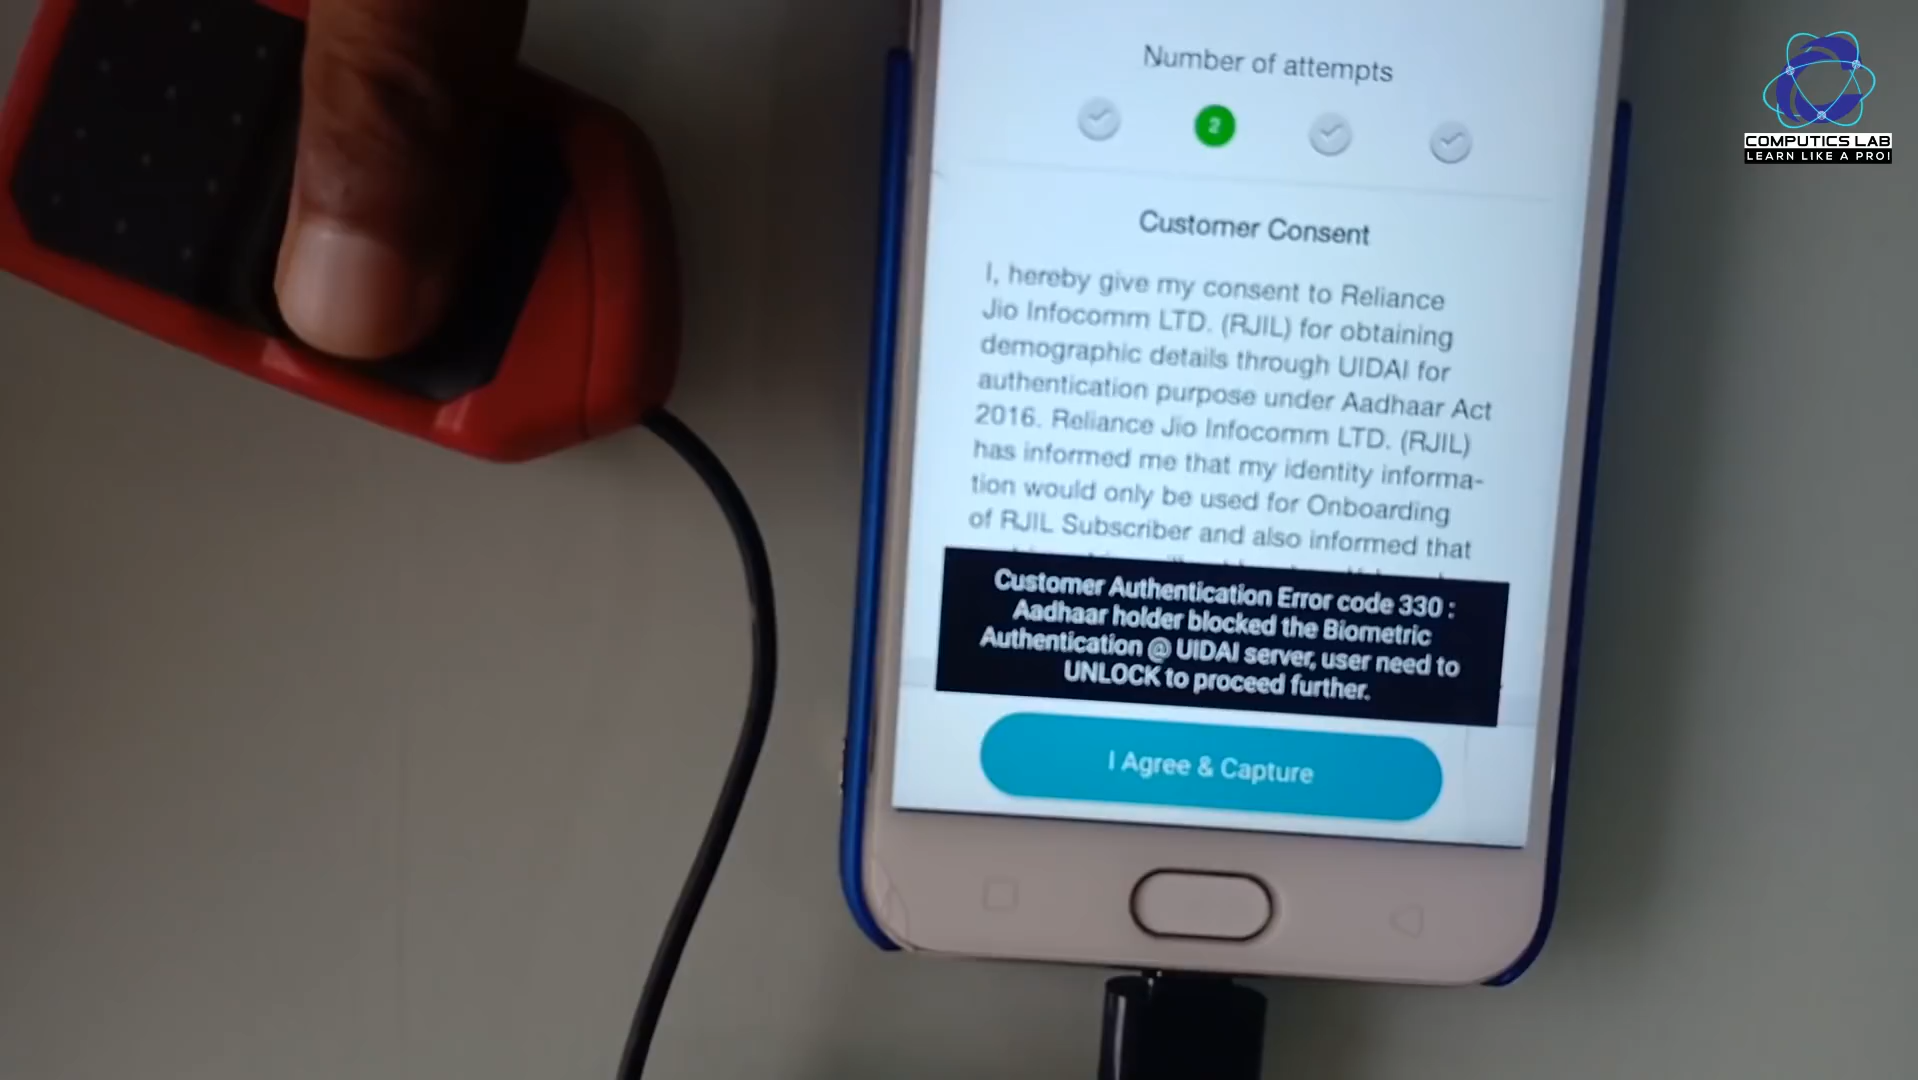 Number of attempts
2
Customer Consent
I, hereby give my consent to Reliance
Jio Infocomm LTD. (RJIL) for obtaining
demographic details through UIDAI for
authentication purpose under Aadhaar Act
2016. Reliance Jio Infocomm LTD. (RJIL)
has informed me that my identity informa-
tion would only be used for Onboarding
of RJIL Subscriber and also informed that
Customer Authentication Error code 330 :
Aadhaar holder blocked the Biometric
Authentication @ UIDAI server, user need to
UNLOCK to proceed further.
I Agree & Capture
COMPUTICS LAB
LEARN LIKE A PRO!